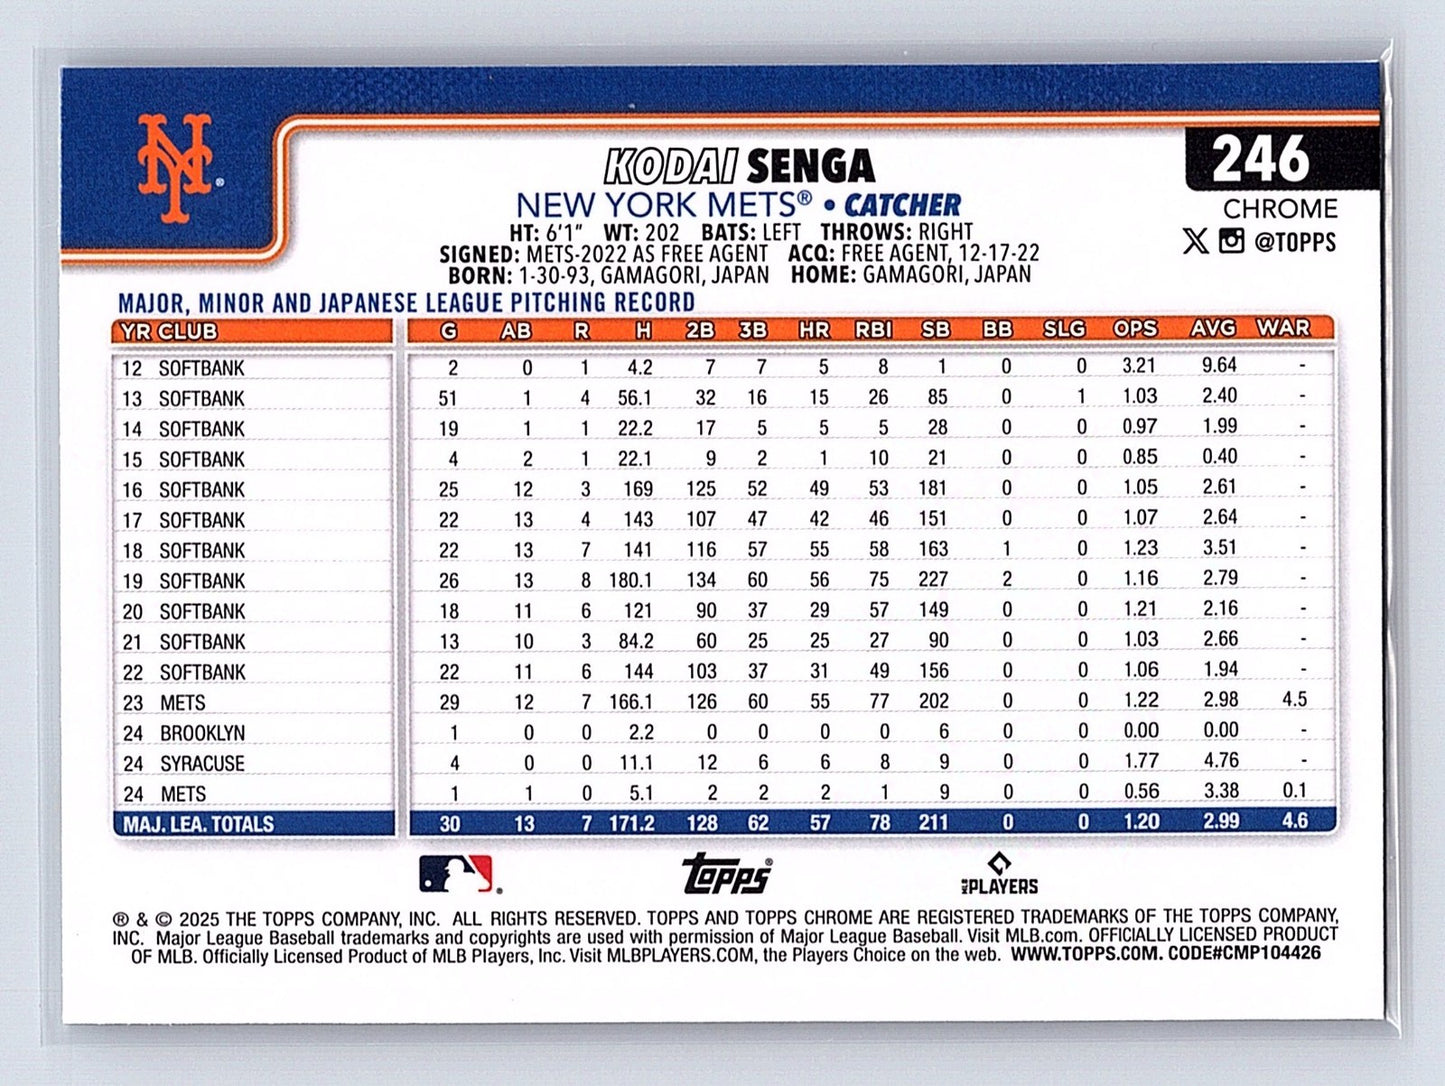 NY
KODAI SENGA
246
NEW YORK METS® • CATCHER
CHROME
HT: 6'1" WT: 202 BATS: LEFT THROWS: RIGHT
@TOPPS
SIGNED: METS-2022 AS FREE AGENT ACQ: FREE AGENT, 12-17-22
BORN: 1-30-93, GAMAGORI, JAPAN HOME: GAMAGORI, JAPAN
MAJOR, MINOR AND JAPANESE LEAGUE PITCHING RECORD
YR CLUB G AB R H 2B 3B HR RBI SB BB SLG OPS AVG WAR
12 SOFTBANK 2 0 1 4.2 7 7 5 8 1 0 0 3.21 9.64 -
13 SOFTBANK 51 1 4 56.1 32 16 15 26 85 0 1 1.03 2.40 -
14 SOFTBANK 19 1 1 22.2 17 5 5 5 28 0 0 0.97 1.99 -
15 SOFTBANK 4 2 1 22.1 9 2 1 10 21 0 0 0.85 0.40 -
16 SOFTBANK 25 12 3 169 125 52 49 53 181 0 0 1.05 2.61 -
17 SOFTBANK 22 13 4 143 107 47 42 46 151 0 0 1.07 2.64 -
18 SOFTBANK 22 13 7 141 116 57 55 58 163 1 0 1.23 3.51 -
19 SOFTBANK 26 13 8 180.1 134 60 56 75 227 2 0 1.16 2.79 -
20 SOFTBANK 18 11 6 121 90 37 29 57 149 0 0 1.21 2.16 -
21 SOFTBANK 13 10 3 84.2 60 25 25 27 90 0 0 1.03 2.66 -
22 SOFTBANK 22 11 6 144 103 37 31 49 156 0 0 1.06 1.94 -
23 METS 29 12 7 166.1 126 60 55 77 202 0 0 1.22 2.98 4.5
24 BROOKLYN 1 0 0 2.2 0 0 0 0 6 0 0 0.00 0.00 -
24 SYRACUSE 4 0 0 11.1 12 6 6 8 9 0 0 1.77 4.76 -
24 METS 1 1 0 5.1 2 2 2 1 9 0 0 0.56 3.38 0.1
MAJ. LEA. TOTALS 30 13 7 171.2 128 62 57 78 211 0 0 1.20 2.99 4.6
Topps® MLB PLAYERS
® & © 2025 THE TOPPS COMPANY, INC. ALL RIGHTS RESERVED. TOPPS AND TOPPS CHROME ARE REGISTERED TRADEMARKS OF THE TOPPS COMPANY,
INC. Major League Baseball trademarks and copyrights are used with permission of Major League Baseball. Visit MLB.com. OFFICIALLY LICENSED PRODUCT
OF MLB. Officially Licensed Product of MLB Players, Inc. Visit MLBPLAYERS.COM, the Players Choice on the web. WWW.TOPPS.COM. CODE#CMP104426